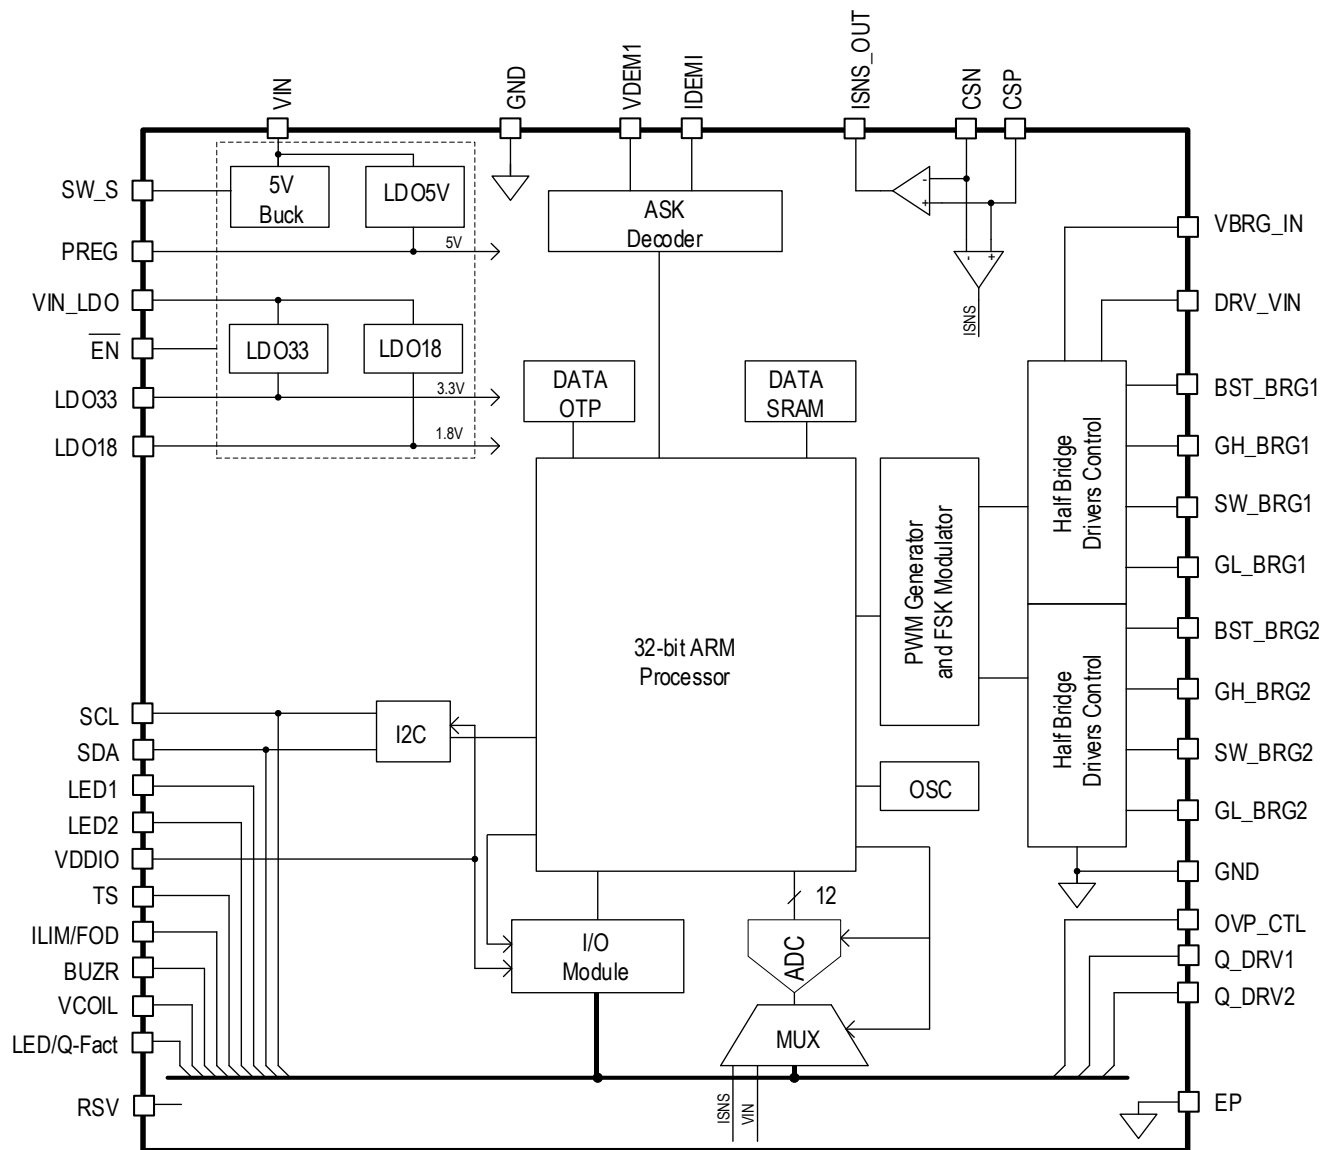 VIN
GND
VDEM1
IDEMI
ISNS_OUT
CSN
CSP
SW_S
5V
Buck
LDO5V
PREG
5V
VIN_LDO
EN
LDO33
LDO18
LDO33
3.3V
LDO18
1.8V
ASK
Decoder
-
+
-
+
ISNS
DATA
OTP
DATA
SRAM
32-bit ARM
Processor
PWM Generator
and FSK Modulator
Half Bridge
Drivers Control
Half Bridge
Drivers Control
VBRG_IN
DRV_VIN
BST_BRG1
GH_BRG1
SW_BRG1
GL_BRG1
BST_BRG2
GH_BRG2
SW_BRG2
GL_BRG2
GND
OVP_CTL
Q_DRV1
Q_DRV2
EP
SCL
SDA
LED1
LED2
VDDIO
TS
ILIM/FOD
BUZR
VCOIL
LED/Q-Fact
RSV
I2C
OSC
I/O
Module
12
ADC
MUX
ISNS
VIN